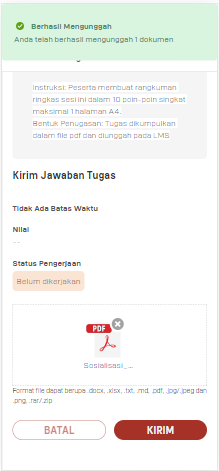 Berhasil Mengunggah
Anda telah berhasil mengunggah 1 dokumen
Instruksi: Peserta membuat rangkuman
ringkas sesi ini dalam 10 poin-poin singkat
maksimal 1 halaman A4.
Bentuk Penugasan: Tugas dikumpulkan
dalam file pdf dan diunggah pada LMS
Kirim Jawaban Tugas
Tidak Ada Batas Waktu
Nilai
--
Status Pengerjaan
Belum dikerjakan
PDF
Sosialisasi_...
Format file dapat berupa .docx, .xlsx, .txt, .md, .pdf, .jpg/.jpeg dan
.png, .rar/.zip
BATAL
KIRIM